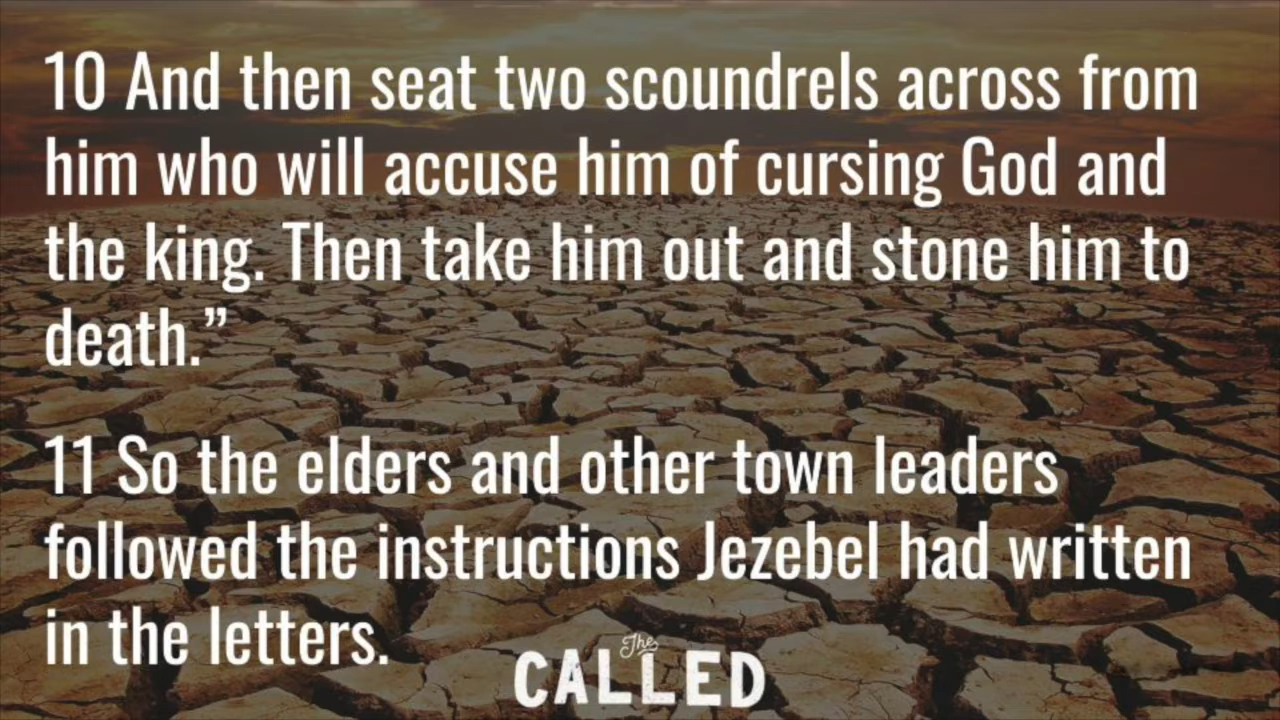 10 And then seat two scoundrels across from
him who will accuse him of cursing God and
the king. Then take him out and stone him to
death.”
11 So the elders and other town leaders
followed the instructions Jezebel had written
in the letters.
The
CALLED